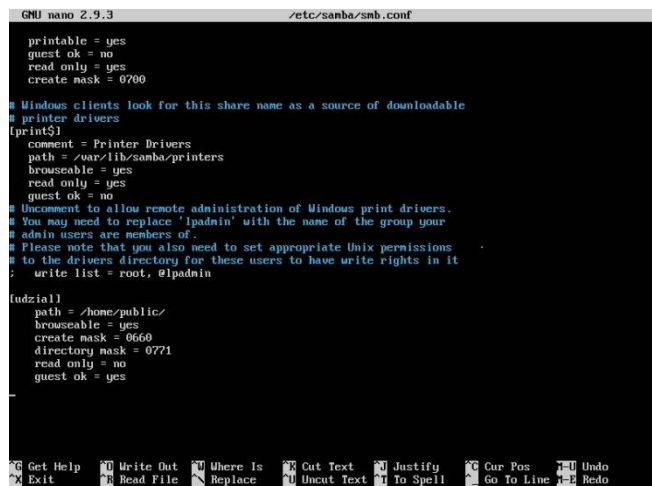 GNU nano 2.9.3 /etc/samba/smb.conf
printable = yes
guest ok = no
read only = yes
create mask = 0700
# Windows clients look for this share name as a source of downloadable
# printer drivers
[print$]
comment = Printer Drivers
path = /var/lib/samba/printers
browseable = yes
read only = yes
guest ok = no
# Uncomment to allow remote administration of Windows print drivers.
# You may need to replace 'lpadmin' with the name of the group your
# admin users are members of.
# Please note that you also need to set appropriate Unix permissions
# to the drivers directory for these users to have write rights in it
; write list = root, @lpadmin
[udzial]
path = /home/public/
browseable = yes
create mask = 0660
directory mask = 0771
read only = no
guest ok = yes
^G Get Help ^O Write Out ^W Where Is ^K Cut Text ^J Justify ^C Cur Pos M-U Undo
^X Exit ^R Read File ^\ Replace ^U Uncut Text ^T To Spell ^_ Go To Line M-E Redo